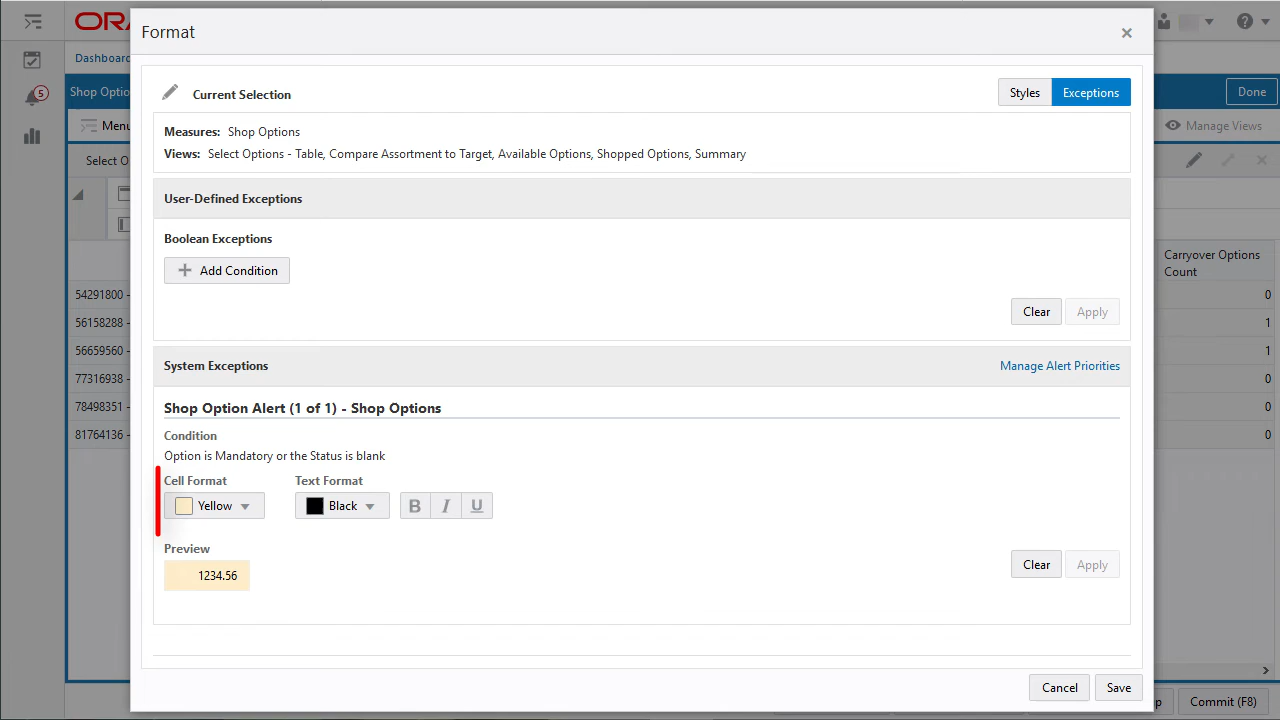 ORA
Format
Dashboard
Current Selection
Styles
Exceptions
5
Shop Optio
Done
Menu
Measures: Shop Options
Manage Views
Views: Select Options - Table, Compare Assortment to Target, Available Options, Shopped Options, Summary
Select O
User-Defined Exceptions
Boolean Exceptions
Carryover Options
Count
Add Condition
54291800 -
0
Clear
Apply
56158288 -
1
56659560 -
1
System Exceptions
Manage Alert Priorities
77316938 -
0
Shop Option Alert (1 of 1) - Shop Options
78498351 -
0
81764136 -
0
Condition
Option is Mandatory or the Status is blank
Cell Format
Text Format
Yellow
Black
B
I
U
Preview
Clear
Apply
1234.56
Cancel
Save
p
Commit (F8)